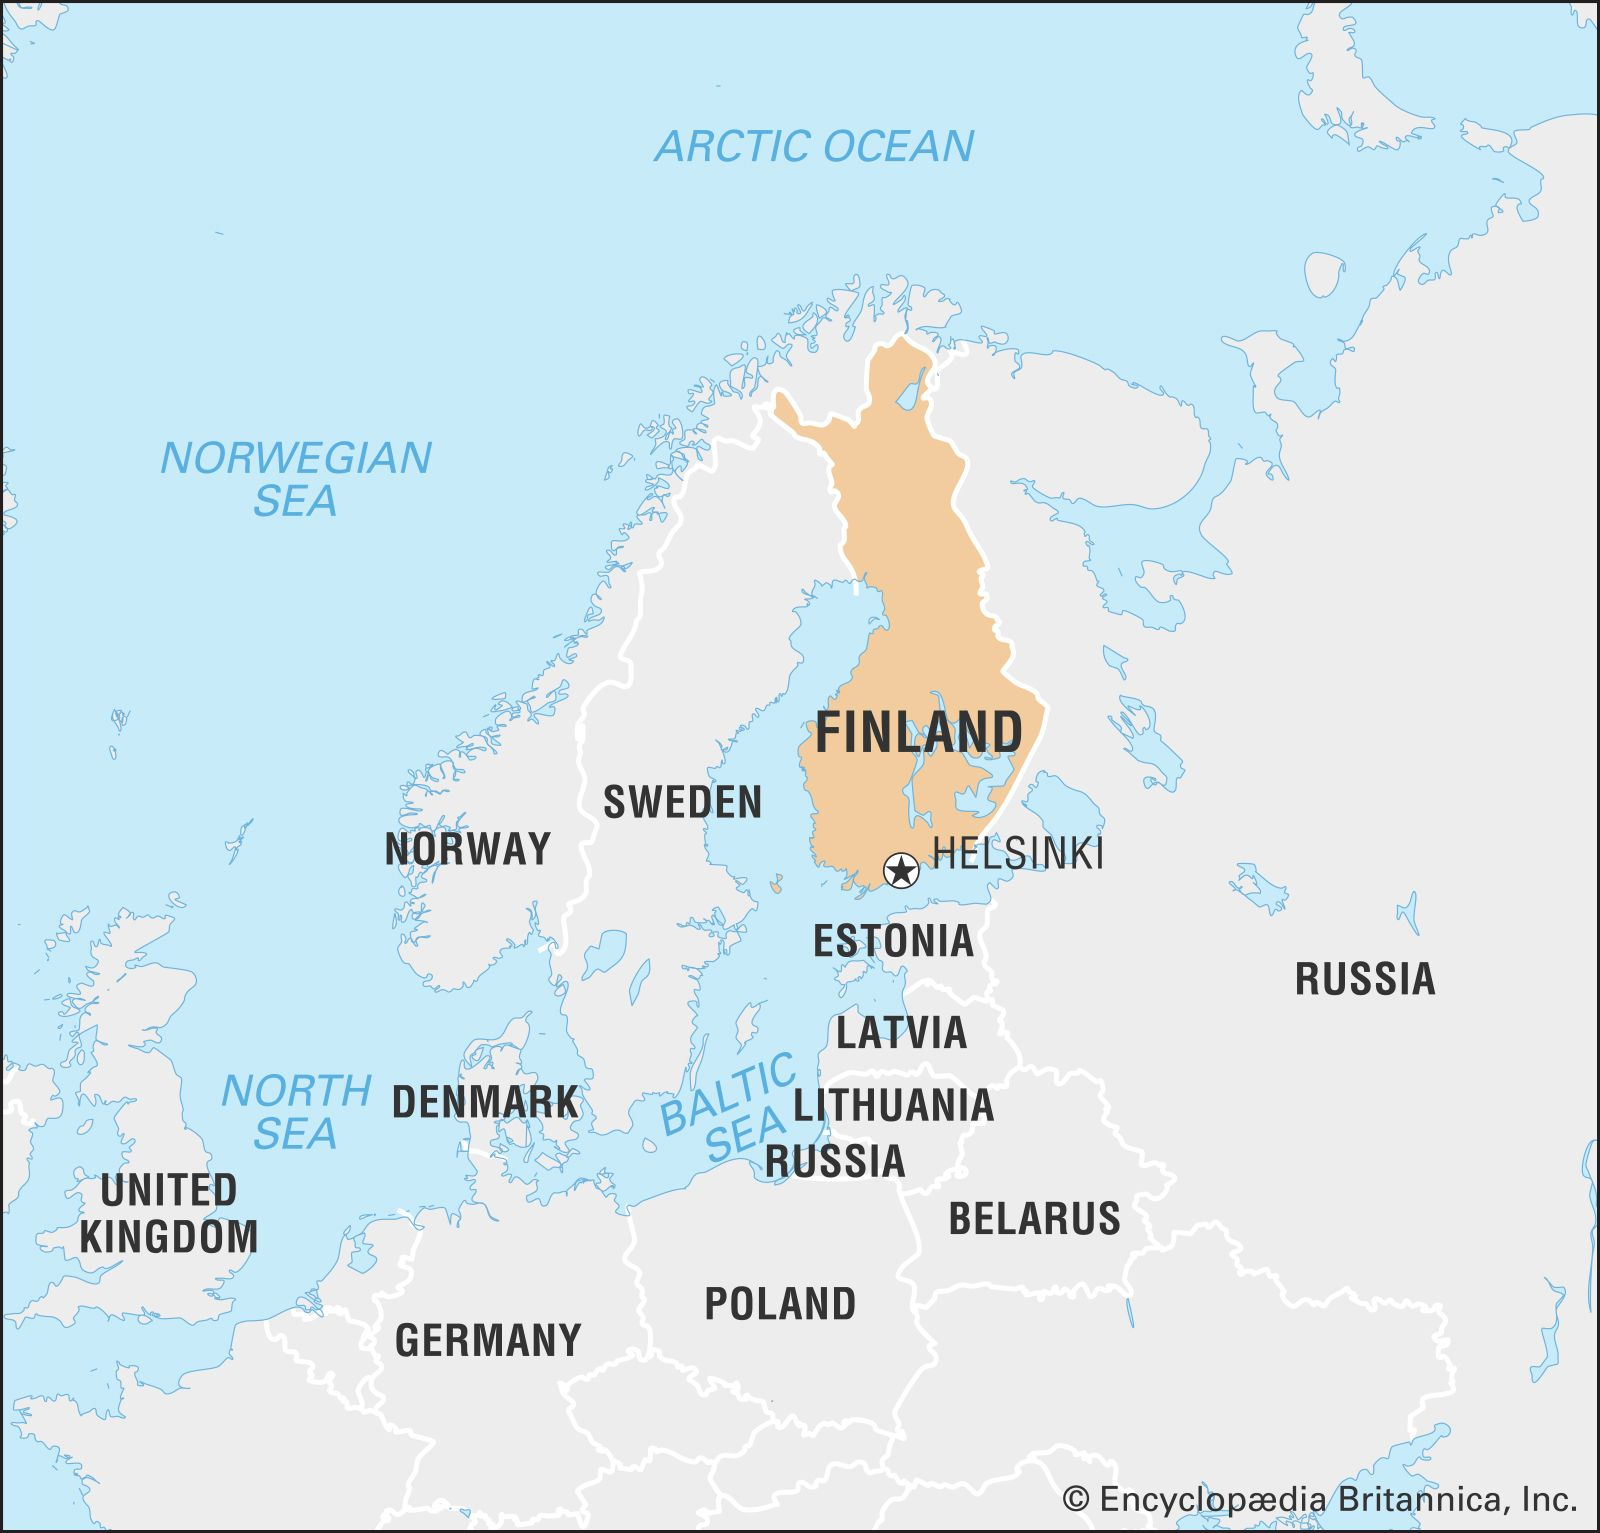 ARCTIC OCEAN
NORWEGIAN
SEA
FINLAND
SWEDEN
NORWAY
HELSINKI
ESTONIA
RUSSIA
LATVIA
NORTH
SEA
DENMARK
BALTIC
SEA
LITHUANIA
RUSSIA
UNITED
KINGDOM
BELARUS
POLAND
GERMANY
© Encyclopædia Britannica, Inc.